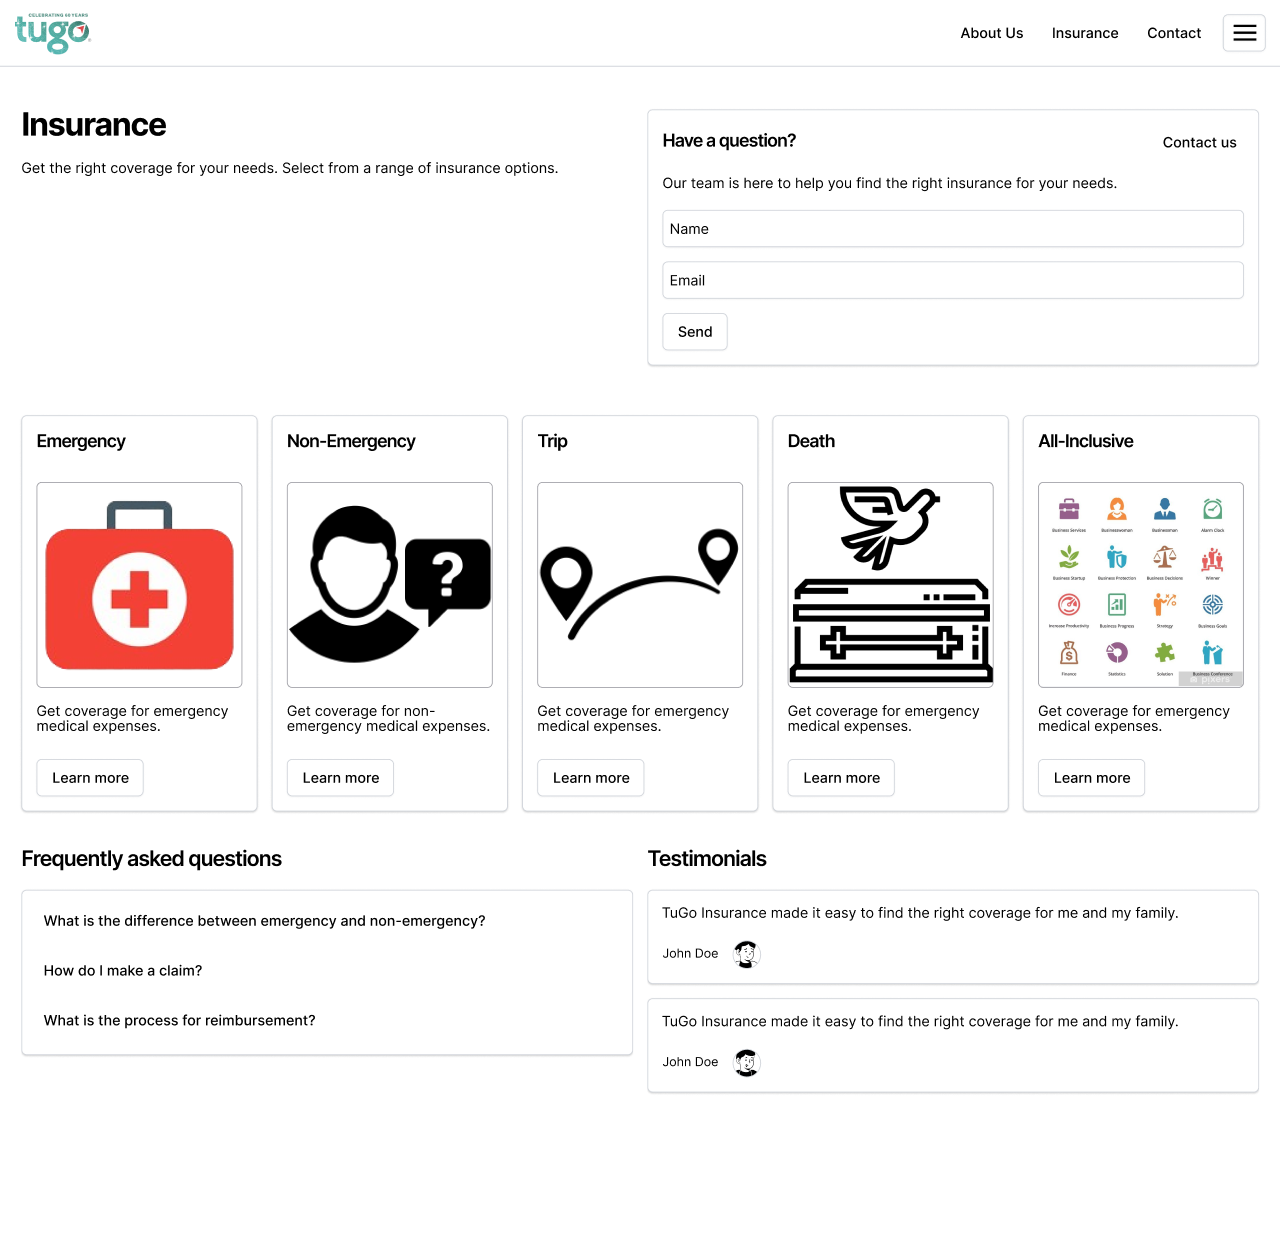 CELEBRATING 60 YEARS
tugo
About Us
Insurance
Contact
Insurance
Get the right coverage for your needs. Select from a range of insurance options.
Have a question?
Contact us
Our team is here to help you find the right insurance for your needs.
Name
Email
Send
Emergency
Get coverage for emergency
medical expenses.
Learn more
Non-Emergency
?
Get coverage for non-
emergency medical expenses.
Learn more
Trip
Get coverage for emergency
medical expenses.
Learn more
Death
Get coverage for emergency
medical expenses.
Learn more
All-Inclusive
Business Services
Businesswoman
Businessman
Alarm Clock
Business Startup
Business Protection
Business Decisions
Winner
Increase Productivity
Business Progress
Strategy
Business Goals
Finance
Statistics
Solution
Business Conference
pixers
Get coverage for emergency
medical expenses.
Learn more
Frequently asked questions
What is the difference between emergency and non-emergency?
How do I make a claim?
What is the process for reimbursement?
Testimonials
TuGo Insurance made it easy to find the right coverage for me and my family.
John Doe
TuGo Insurance made it easy to find the right coverage for me and my family.
John Doe